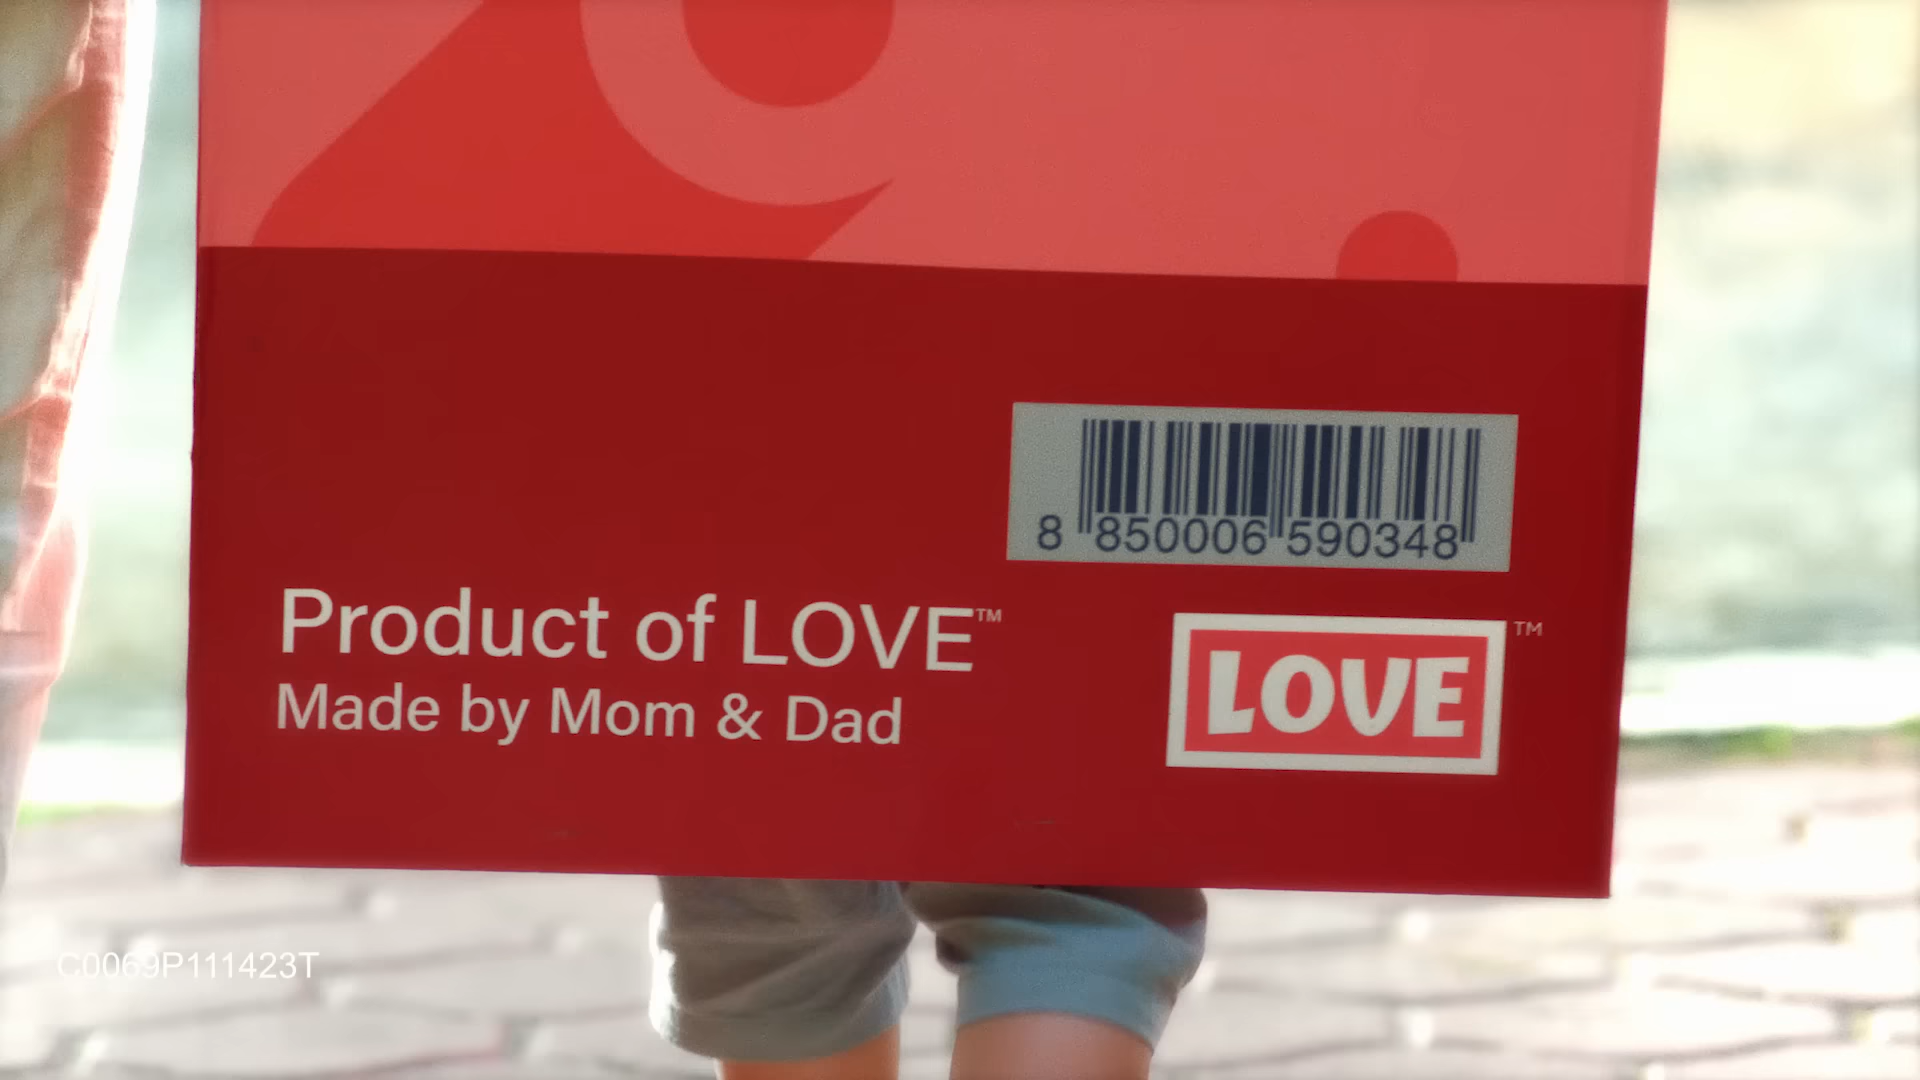 8 850006 590348
Product of LOVE™
Made by Mom & Dad
LOVE™
C0069P111423T